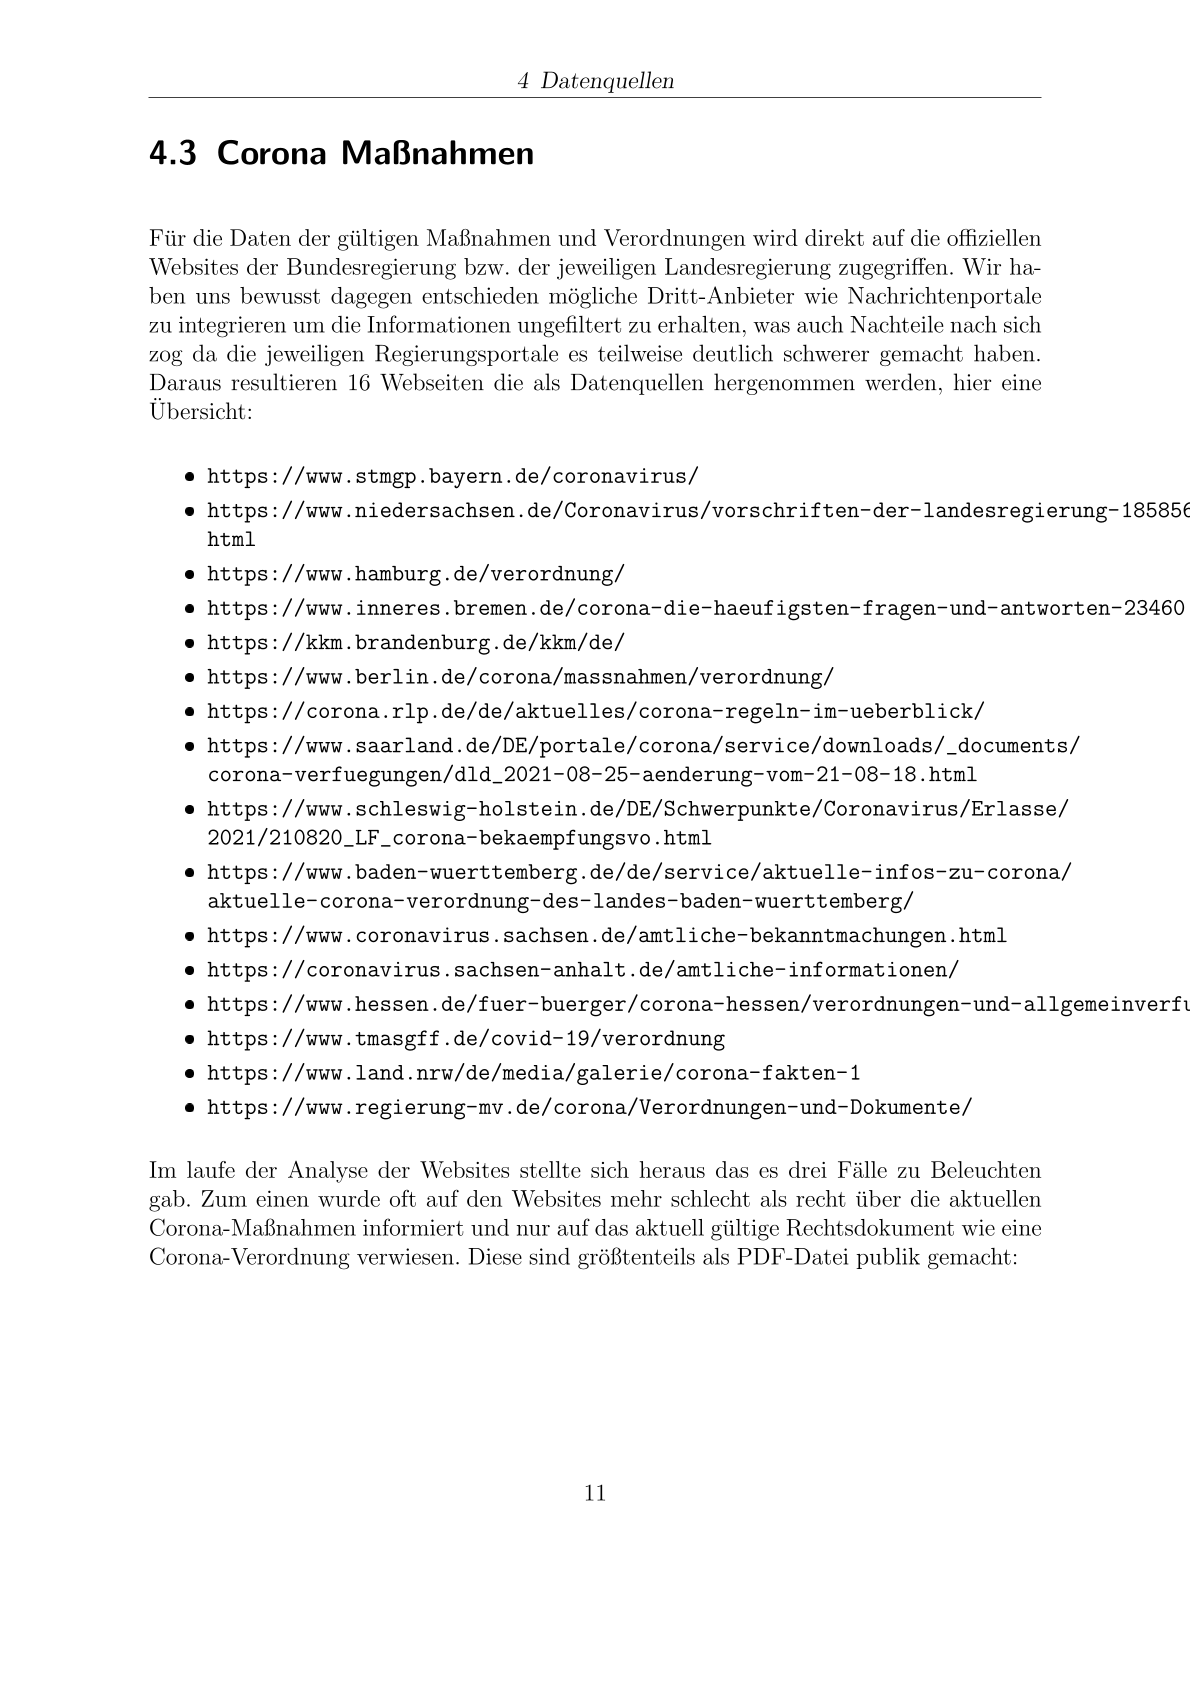 4 Datenquellen
4.3 Corona Maßnahmen
Für die Daten der gültigen Maßnahmen und Verordnungen wird direkt auf die offiziellen
Websites der Bundesregierung bzw. der jeweiligen Landesregierung zugegriffen. Wir ha-
ben uns bewusst dagegen entschieden mögliche Dritt-Anbieter wie Nachrichtenportale
zu integrieren um die Informationen ungefiltert zu erhalten, was auch Nachteile nach sich
zog da die jeweiligen Regierungsportale es teilweise deutlich schwerer gemacht haben.
Daraus resultieren 16 Webseiten die als Datenquellen hergenommen werden, hier eine
Übersicht:
• https://www.stmgp.bayern.de/coronavirus/
• https://www.niedersachsen.de/Coronavirus/vorschriften-der-landesregierung-185856
html
• https://www.hamburg.de/verordnung/
• https://www.inneres.bremen.de/corona-die-haeufigsten-fragen-und-antworten-23460
• https://kkm.brandenburg.de/kkm/de/
• https://www.berlin.de/corona/massnahmen/verordnung/
• https://corona.rlp.de/de/aktuelles/corona-regeln-im-ueberblick/
• https://www.saarland.de/DE/portale/corona/service/downloads/_documents/
corona-verfuegungen/dld_2021-08-25-aenderung-vom-21-08-18.html
• https://www.schleswig-holstein.de/DE/Schwerpunkte/Coronavirus/Erlasse/
2021/210820_LF_corona-bekaempfungsvo.html
• https://www.baden-wuerttemberg.de/de/service/aktuelle-infos-zu-corona/
aktuelle-corona-verordnung-des-landes-baden-wuerttemberg/
• https://www.coronavirus.sachsen.de/amtliche-bekanntmachungen.html
• https://coronavirus.sachsen-anhalt.de/amtliche-informationen/
• https://www.hessen.de/fuer-buerger/corona-hessen/verordnungen-und-allgemeinverfu
• https://www.tmasgff.de/covid-19/verordnung
• https://www.land.nrw/de/media/galerie/corona-fakten-1
• https://www.regierung-mv.de/corona/Verordnungen-und-Dokumente/
Im laufe der Analyse der Websites stellte sich heraus das es drei Fälle zu Beleuchten
gab. Zum einen wurde oft auf den Websites mehr schlecht als recht über die aktuellen
Corona-Maßnahmen informiert und nur auf das aktuell gültige Rechtsdokument wie eine
Corona-Verordnung verwiesen. Diese sind größtenteils als PDF-Datei publik gemacht:
11